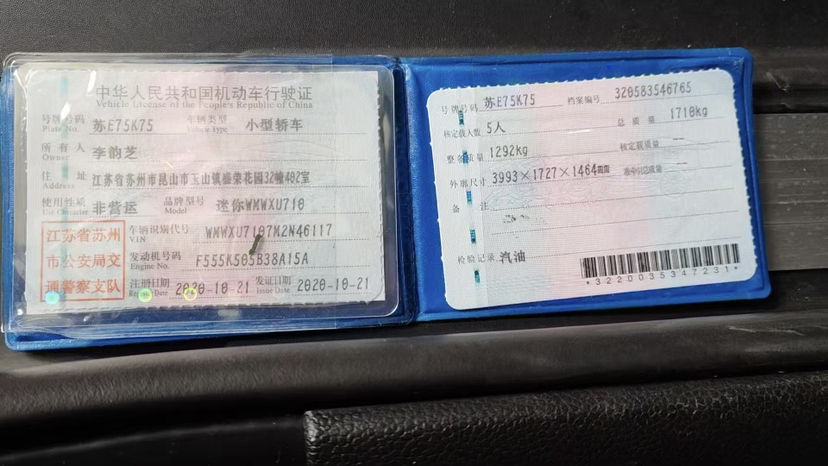 中华人民共和国机动车行驶证
Vehicle License of the People's Republic of China
号牌号码 苏E75K75 车辆类型 小型轿车
Plate No. Vehicle Type
所有人 李韵芝
Owner
住址 江苏省苏州市昆山市玉山镇盛荣花园32幢402室
Address
使用性质 非营运 品牌型号 迷你WMWXU710
Use Character Model
江苏省苏州
市公安局交
通警察支队
车辆识别代号 WMWXU7107M2N46117
VIN
发动机号码 F555K505B38A15A
Engine No.
注册日期 2020-10-21 发证日期 2020-10-21
Issue Date
号牌号码 苏E75K75 档案编号 320583546765
核定载人数 5人 总质量 1710kg
整备质量 1292kg 核定载质量 --
外廓尺寸 3993×1727×1464mm --
备注
检验记录 汽油
*3220035416231*